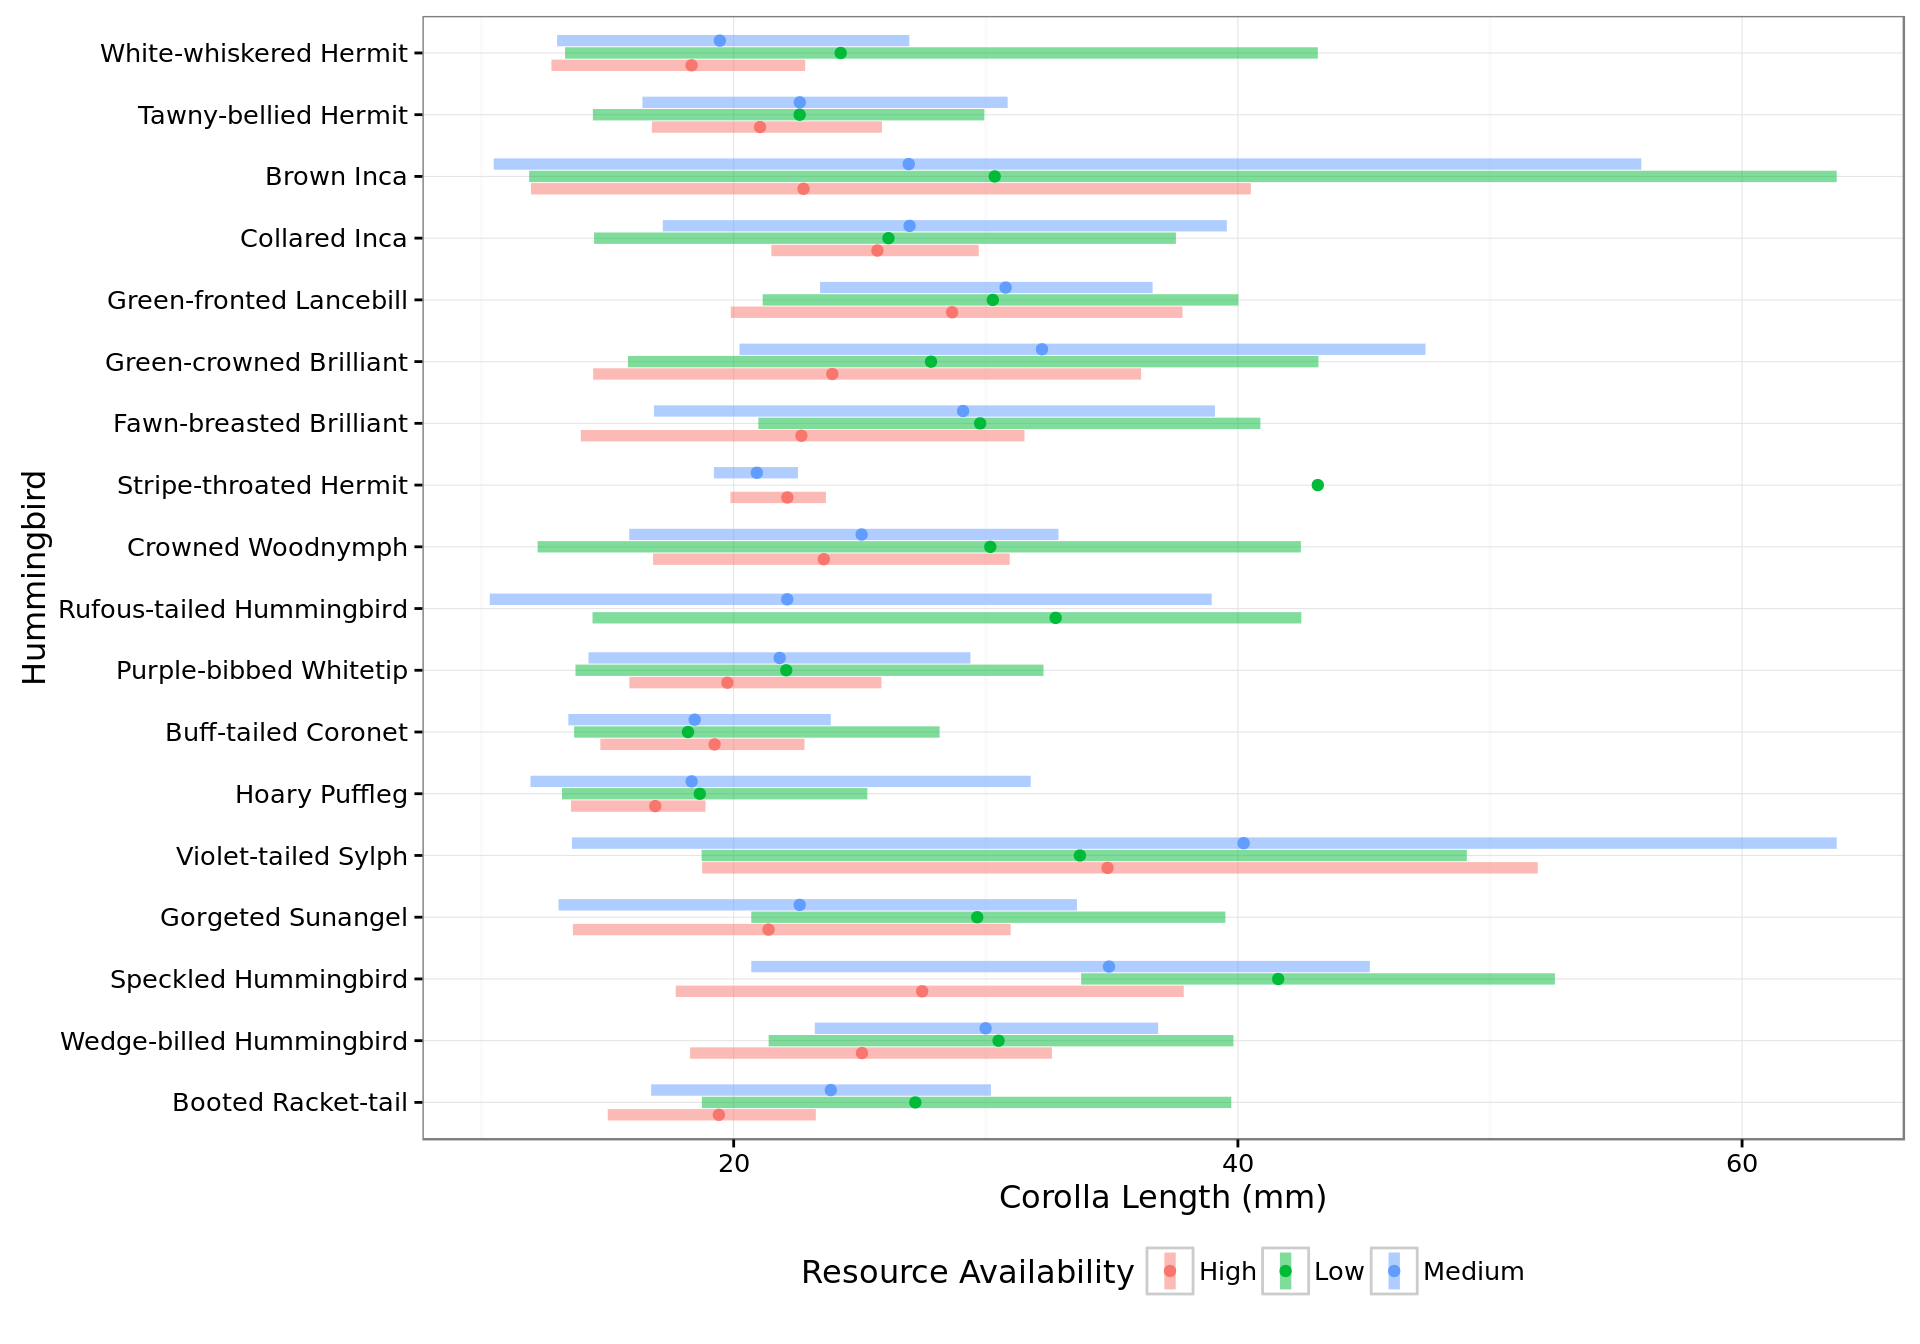 White-whiskered Hermit
Tawny-bellied Hermit
Brown Inca
Collared Inca
Green-fronted Lancebill
Green-crowned Brilliant
Fawn-breasted Brilliant
Stripe-throated Hermit
Crowned Woodnymph
Rufous-tailed Hummingbird
Purple-bibbed Whitetip
Buff-tailed Coronet
Hoary Puffleg
Violet-tailed Sylph
Gorgeted Sunangel
Speckled Hummingbird
Wedge-billed Hummingbird
Booted Racket-tail
Hummingbird
20 40 60
Corolla Length (mm)
Resource Availability High Low Medium